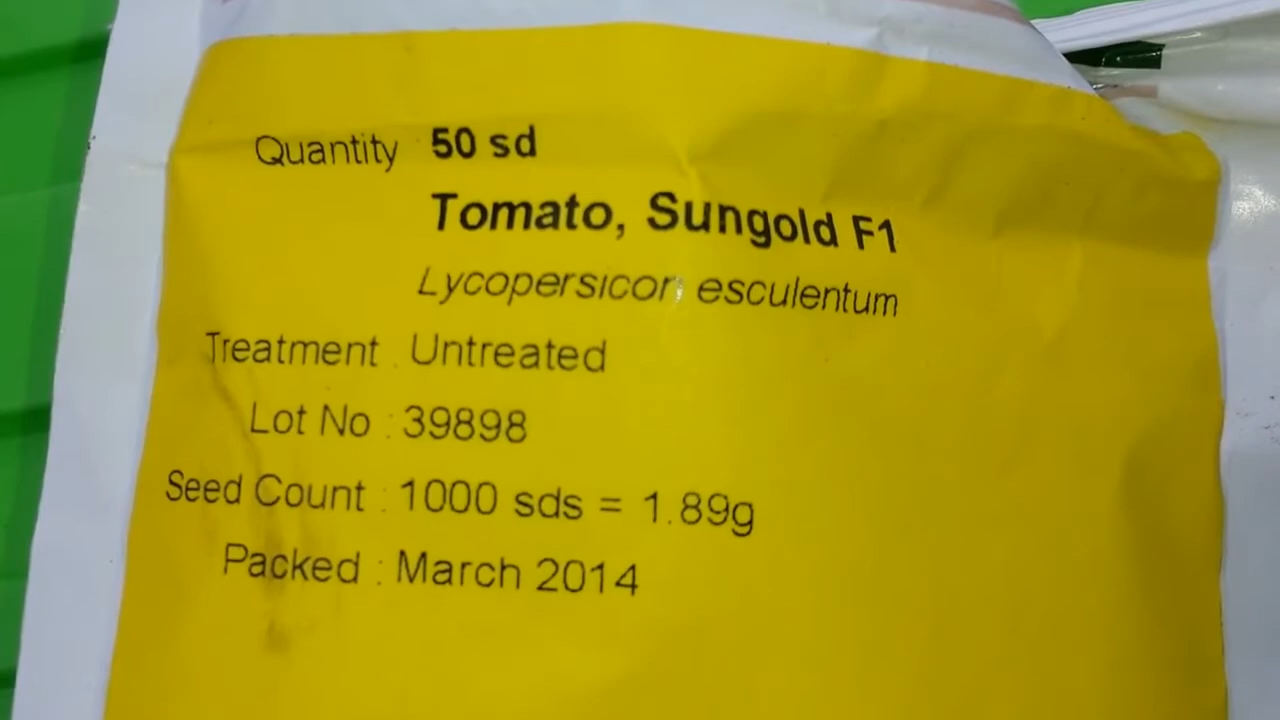 Quantity 50 sd
Tomato, Sungold F1
Lycopersicon esculentum
Treatment : Untreated
Lot No : 39898
Seed Count : 1000 sds = 1.89g
Packed : March 2014